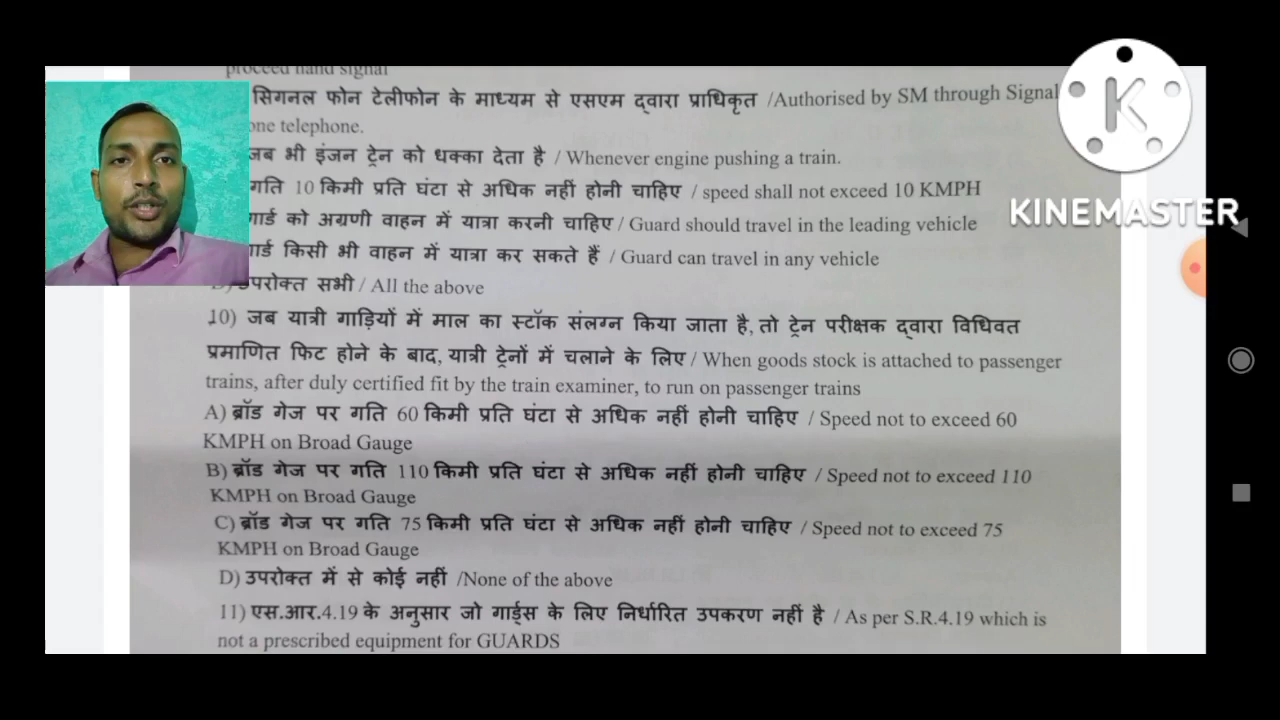 proceed hand signal
सिगनल फोन टेलीफोन के माध्यम से एसएम द्वारा प्राधिकृत /Authorised by SM through Signal
one telephone.
जब भी इंजन ट्रेन को धक्का देता है / Whenever engine pushing a train.
गति 10 किमी प्रति घंटा से अधिक नहीं होनी चाहिए / speed shall not exceed 10 KMPH
गार्ड को अग्रणी वाहन में यात्रा करनी चाहिए / Guard should travel in the leading vehicle
गार्ड किसी भी वाहन में यात्रा कर सकते हैं / Guard can travel in any vehicle
D) उपरोक्त सभी / All the above
10) जब यात्री गाड़ियों में माल का स्टॉक संलग्न किया जाता है, तो ट्रेन परीक्षक द्वारा विधिवत
प्रमाणित फिट होने के बाद, यात्री ट्रेनों में चलाने के लिए / When goods stock is attached to passenger
trains, after duly certified fit by the train examiner, to run on passenger trains
A) ब्रॉड गेज पर गति 60 किमी प्रति घंटा से अधिक नहीं होनी चाहिए / Speed not to exceed 60
KMPH on Broad Gauge
B) ब्रॉड गेज पर गति 110 किमी प्रति घंटा से अधिक नहीं होनी चाहिए / Speed not to exceed 110
KMPH on Broad Gauge
C) ब्रॉड गेज पर गति 75 किमी प्रति घंटा से अधिक नहीं होनी चाहिए / Speed not to exceed 75
KMPH on Broad Gauge
D) उपरोक्त में से कोई नहीं /None of the above
11) एस.आर.4.19 के अनुसार जो गार्ड्स के लिए निर्धारित उपकरण नहीं है / As per S.R.4.19 which is
not a prescribed equipment for GUARDS
K
KINEMASTER